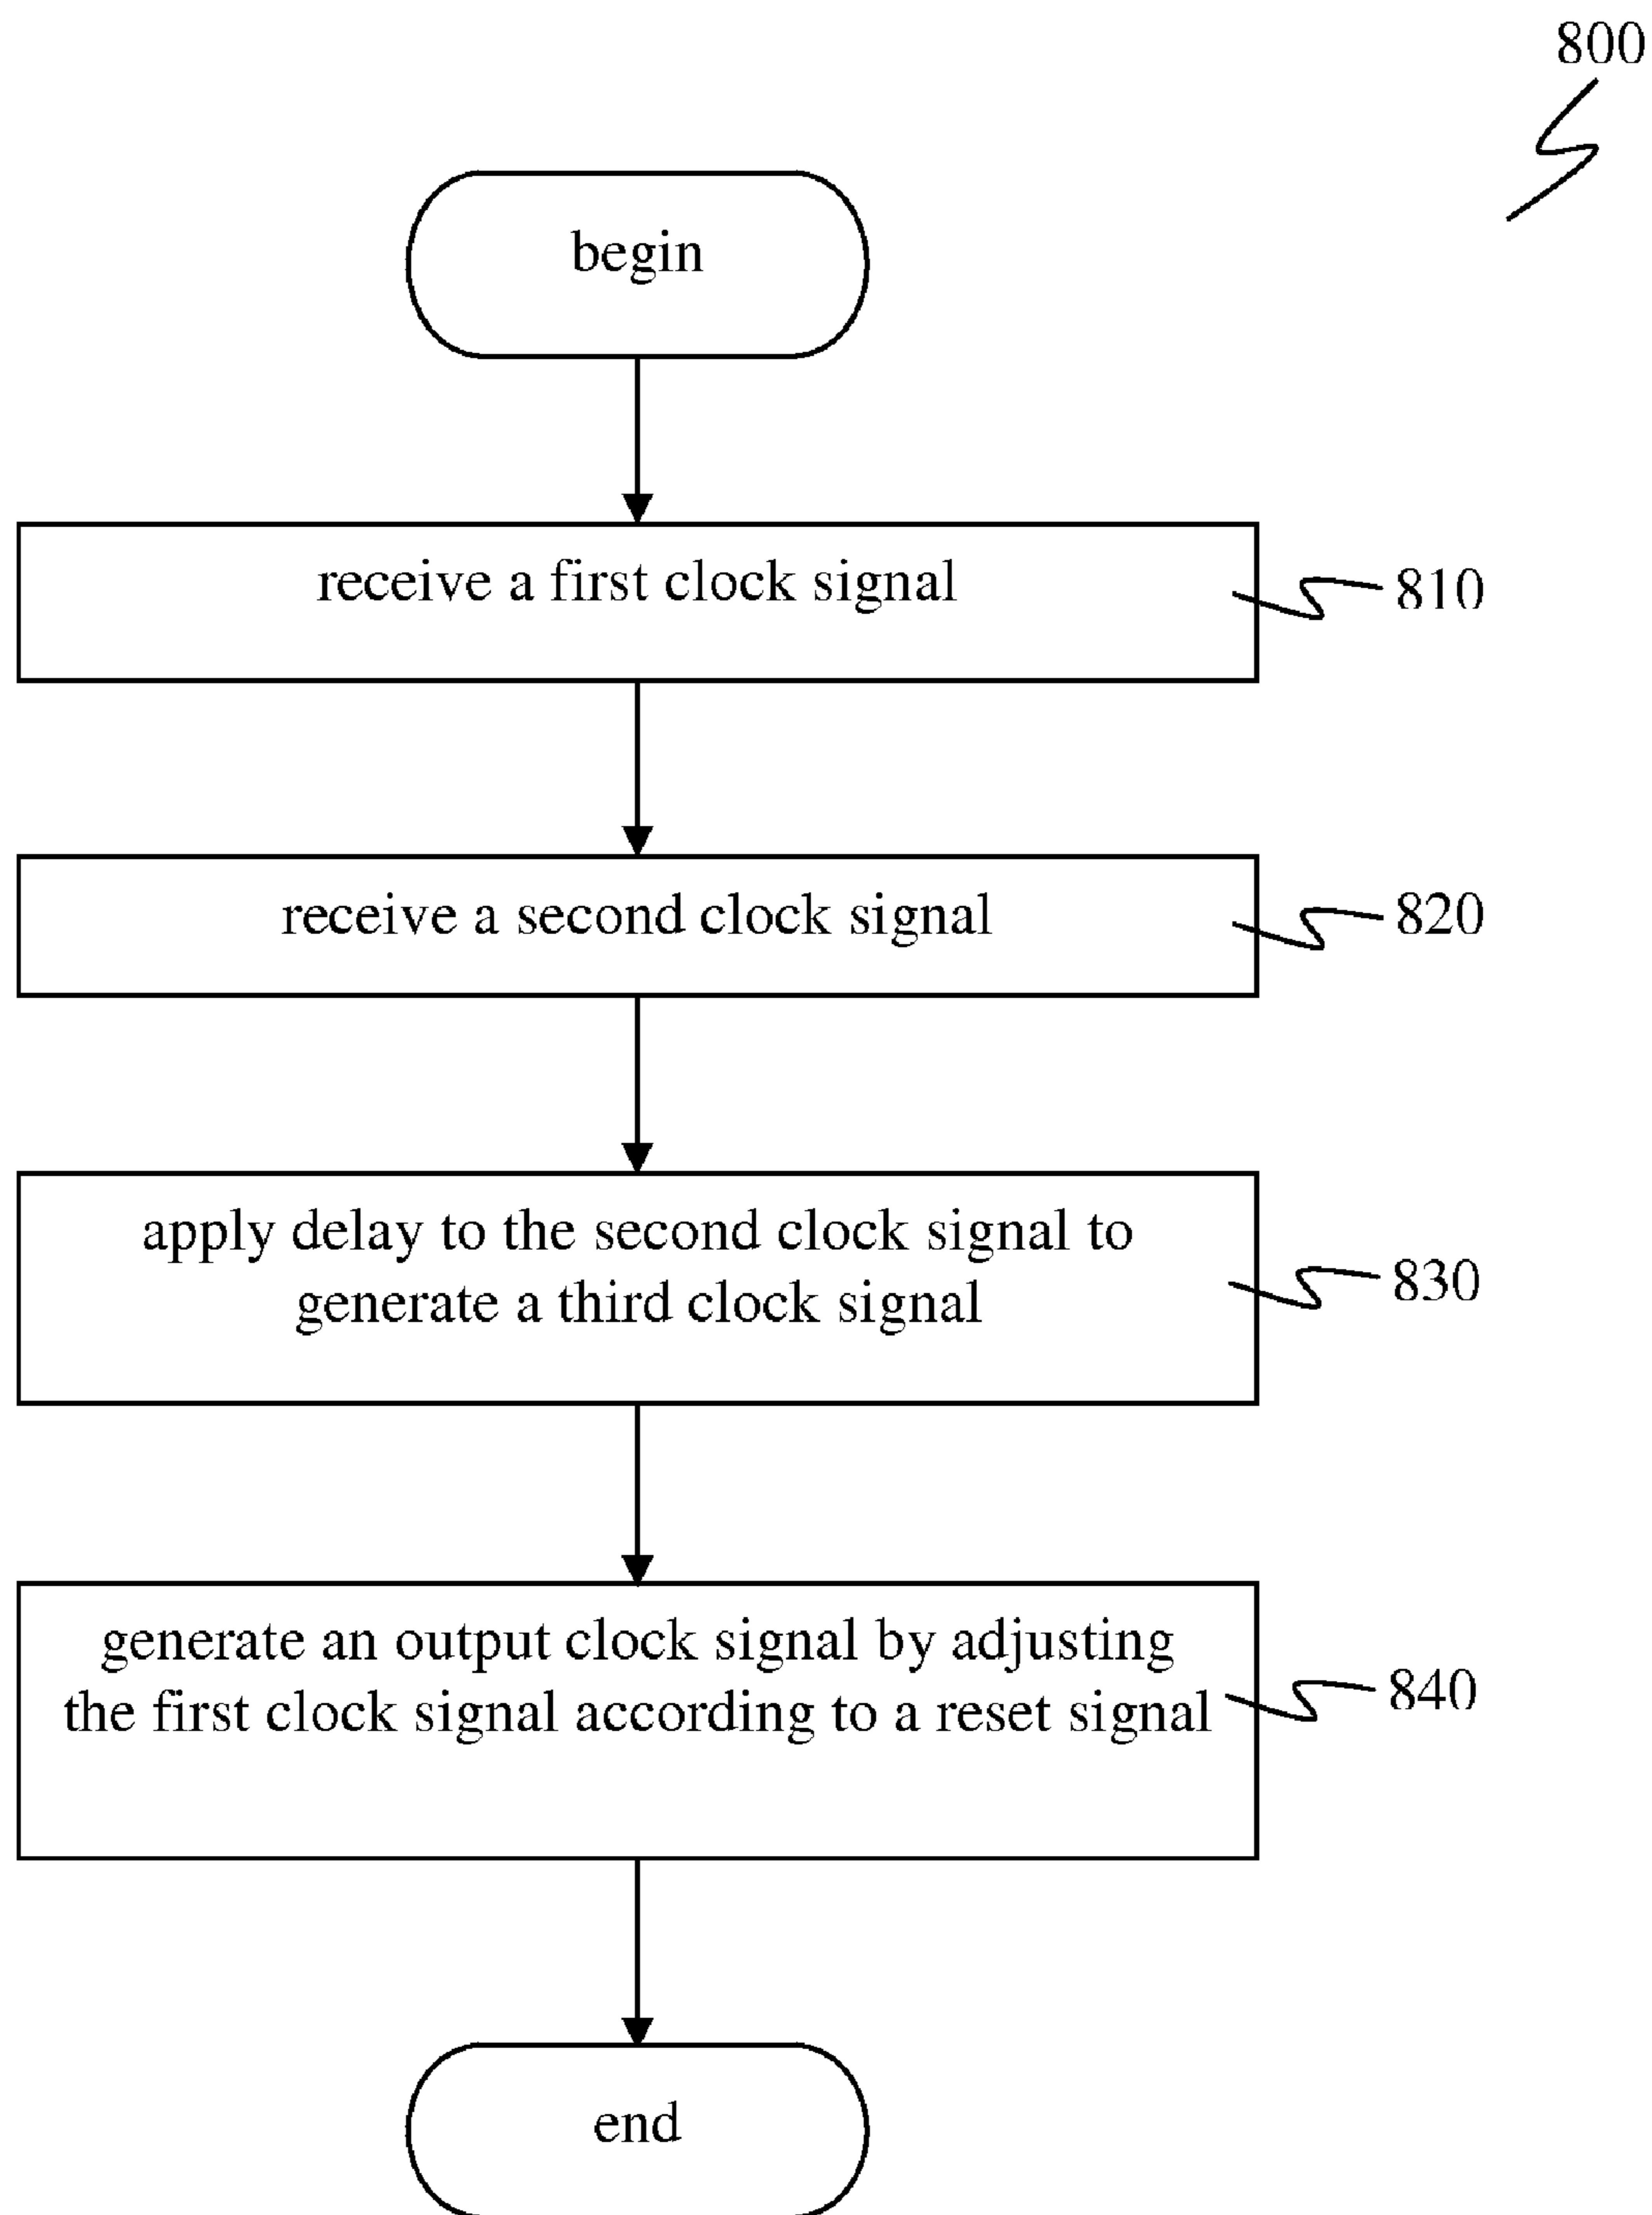 800
begin
receive a first clock signal
810
receive a second clock signal
820
apply delay to the second clock signal to
generate a third clock signal
830
generate an output clock signal by adjusting
the first clock signal according to a reset signal
840
end